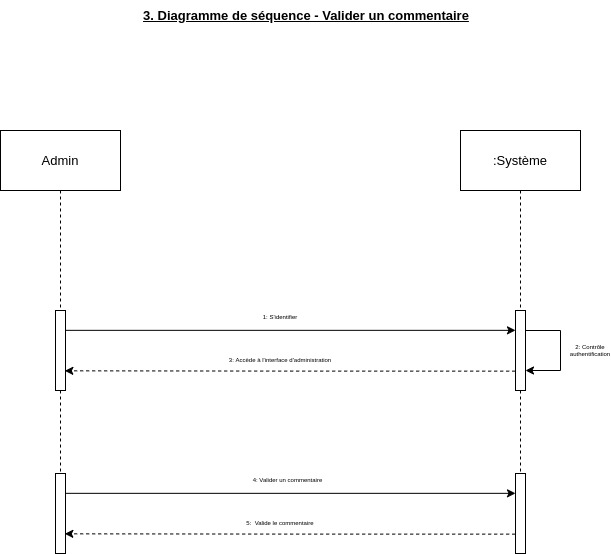 3. Diagramme de séquence - Valider un commentaire
Admin
:Système
1: S'identifier
2: Contrôle
authentification
3: Accède à l'interface d'administration
4: Valider un commentaire
5: Valide le commentaire